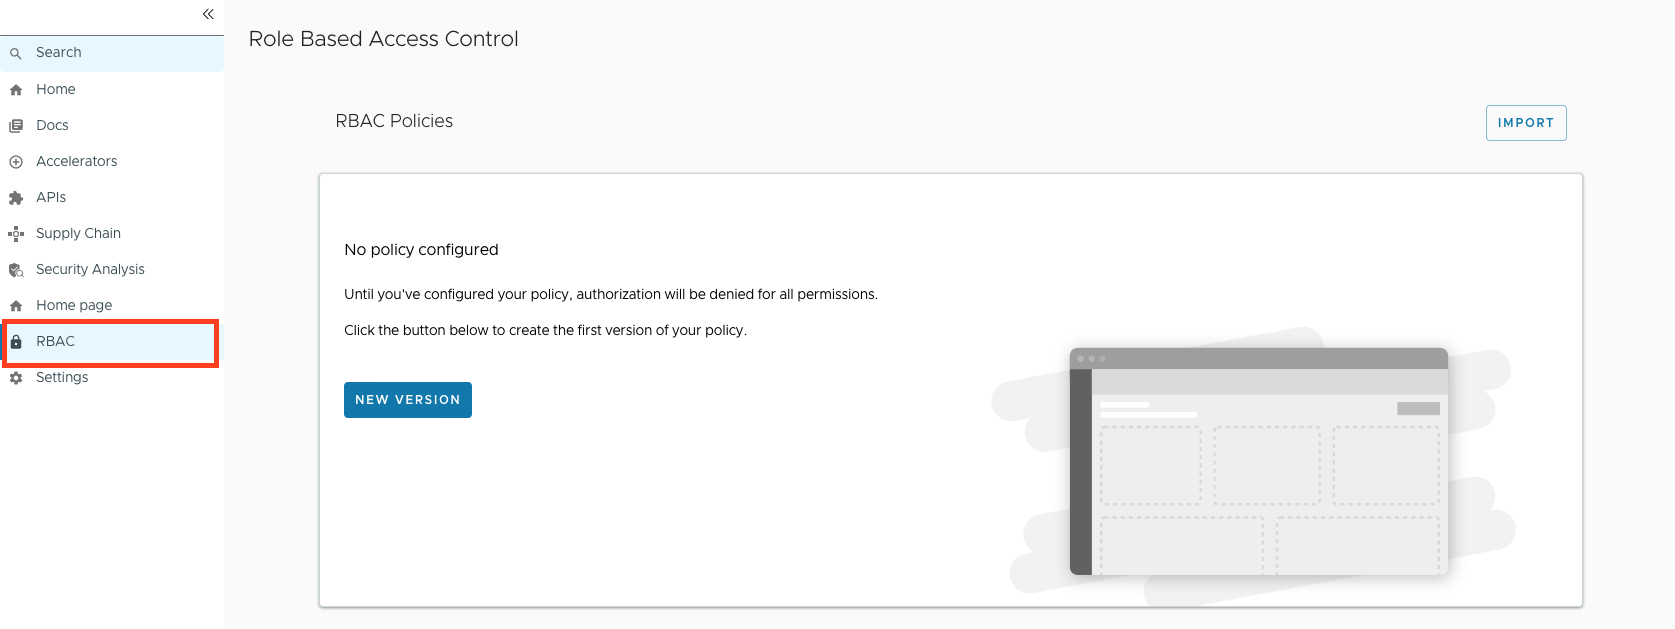 Search
Home
Docs
Accelerators
APIs
Supply Chain
Security Analysis
Home page
RBAC
Settings
Role Based Access Control
RBAC Policies
IMPORT
No policy configured
Until you've configured your policy, authorization will be denied for all permissions.
Click the button below to create the first version of your policy.
NEW VERSION